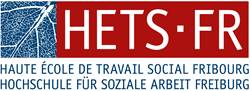 HETS·FR
HAUTE ÉCOLE DE TRAVAIL SOCIAL FRIBOURG
HOCHSCHULE FÜR SOZIALE ARBEIT FREIBURG